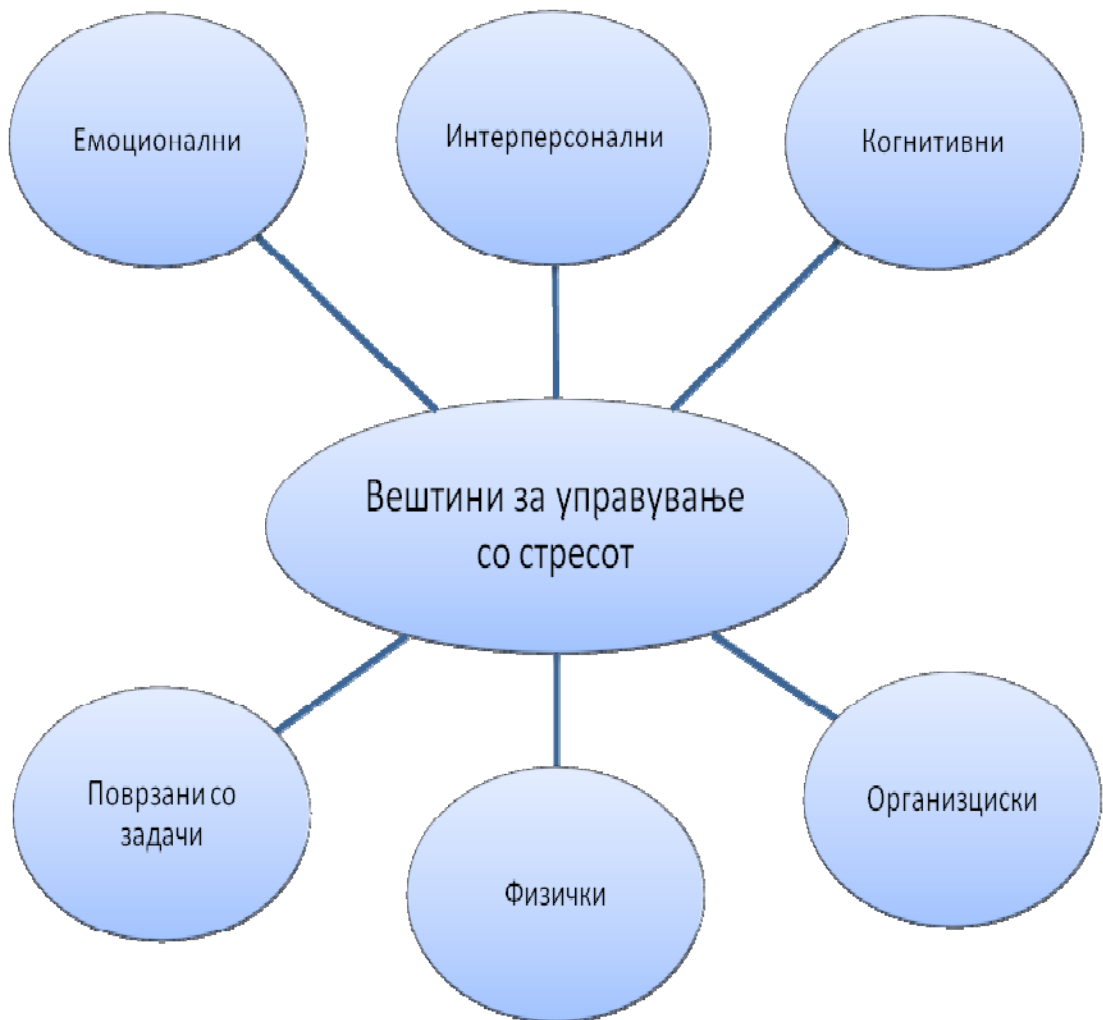 Емоционални
Интерперсонални
Когнитивни
Вештини за управување
со стресот
Поврзани со
задачи
Физички
Организциски